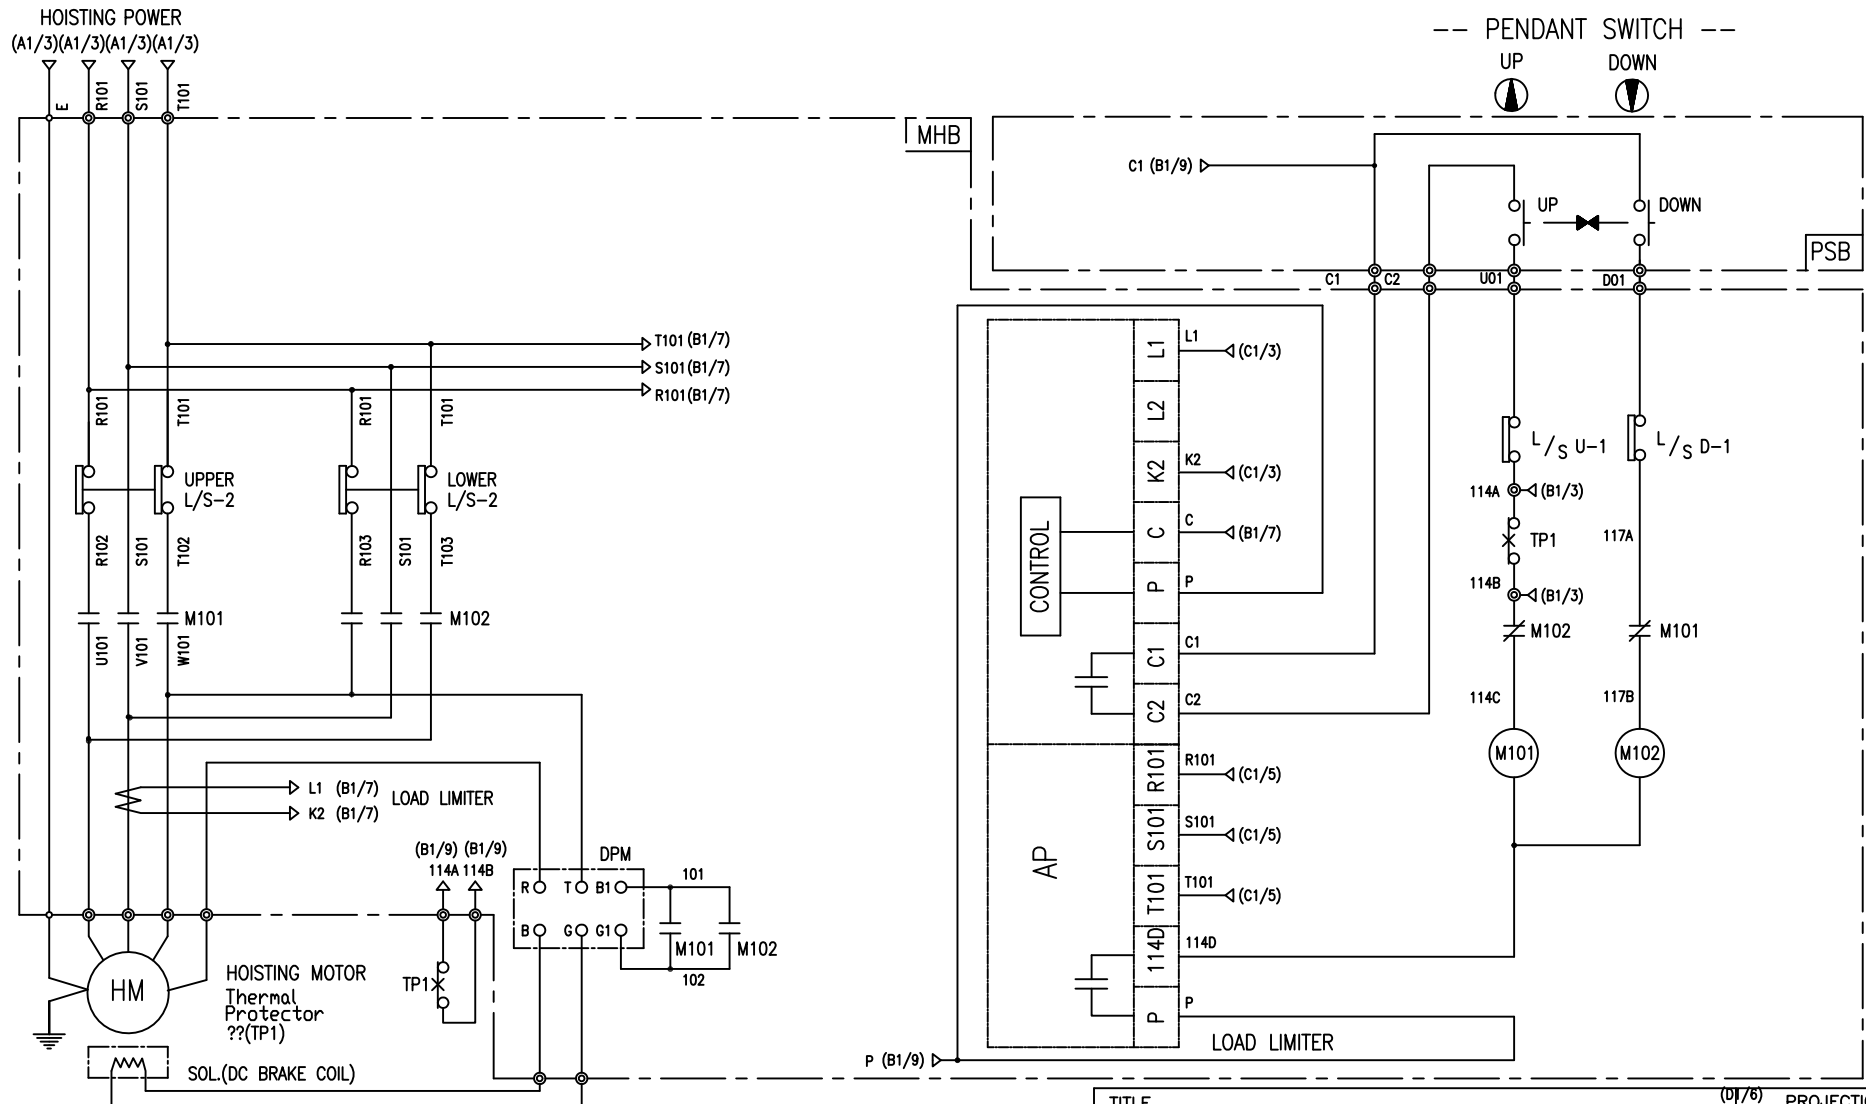 HOISTING POWER
(A1/3)(A1/3)(A1/3)(A1/3)
E
R101
S101
T101
MHB
-- PENDANT SWITCH --
UP
DOWN
C1 (B1/9)
UP
DOWN
PSB
C1
C2
U01
D01
T101(B1/7)
S101(B1/7)
R101(B1/7)
R101
T101
R101
T101
UPPER
L/S-2
LOWER
L/S-2
R102
S101
T102
R103
S101
T103
M101
M102
U101
V101
W101
L1 (B1/7)
K2 (B1/7)
LOAD LIMITER
(B1/9) (B1/9)
114A 114B
DPM
R
T
B1
B
G
G1
101
M101
M102
102
TP1
HM
HOISTING MOTOR
Thermal
Protector
??(TP1)
SOL.(DC BRAKE COIL)
L1
L1
(C1/3)
L2
K2
K2
(C1/3)
CONTROL
C
C
(B1/7)
P
P
C1
C1
C2
C2
AP
R101
R101
(C1/5)
S101
S101
(C1/5)
T101
T101
(C1/5)
114D
114D
P
P
LOAD LIMITER
P (B1/9)
L/S U-1
L/S D-1
114A
(B1/3)
TP1
117A
114B
(B1/3)
M102
M101
114C
117B
M101
M102
TITLE
(D1/6)
PROJECTIO